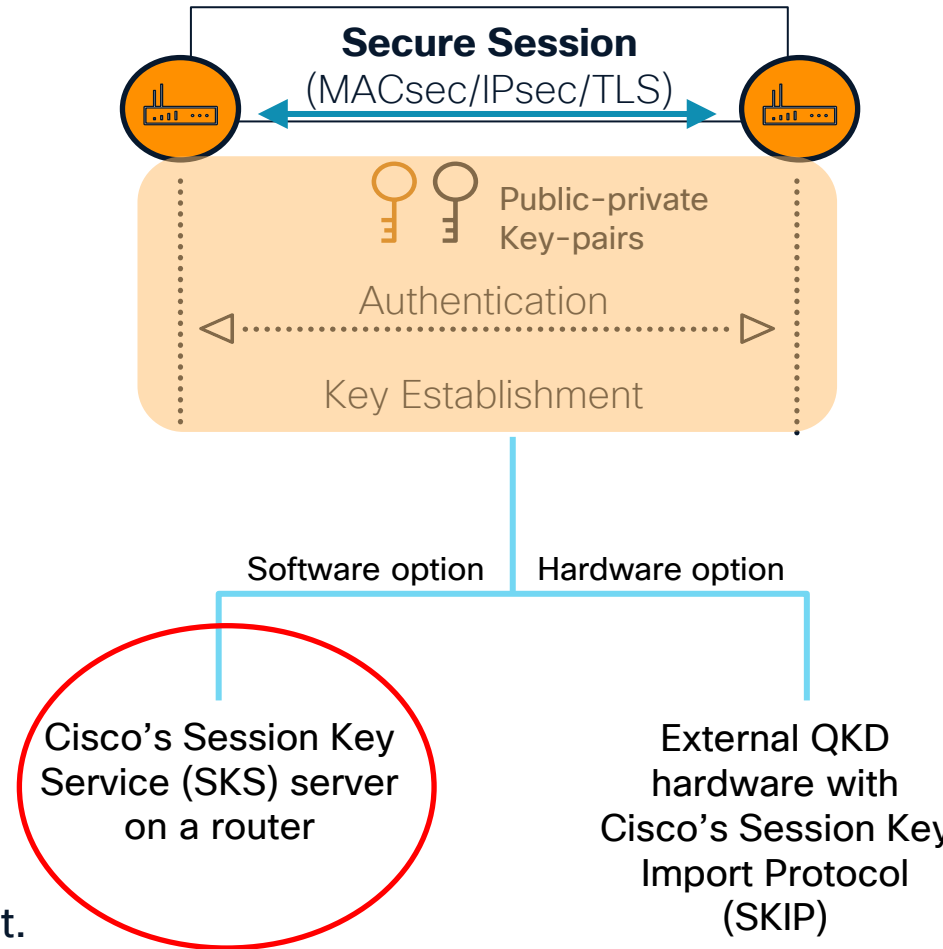 Secure Session
(MACsec/IPsec/TLS)
Public-private
Key-pairs
Authentication
Key Establishment
Software option
Hardware option
Cisco's Session Key
Service (SKS) server
on a router
External QKD
hardware with
Cisco's Session Key
Import Protocol
(SKIP)
t.